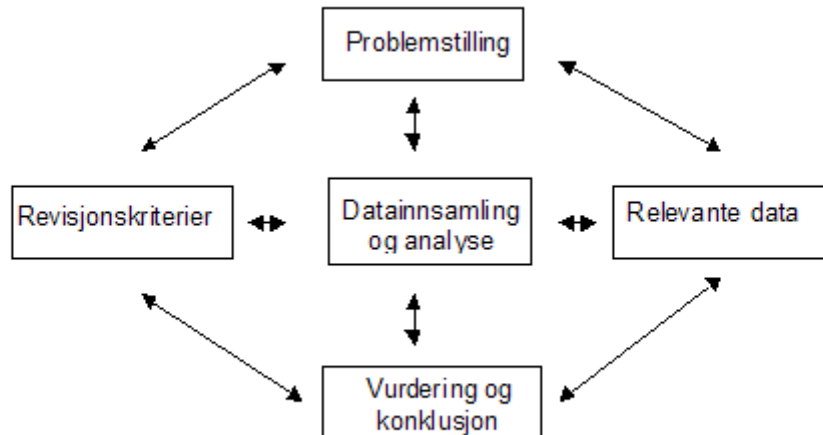 Problemstilling
Revisjonskriterier
Datainnsamling
og analyse
Relevante data
Vurdering og
konklusjon